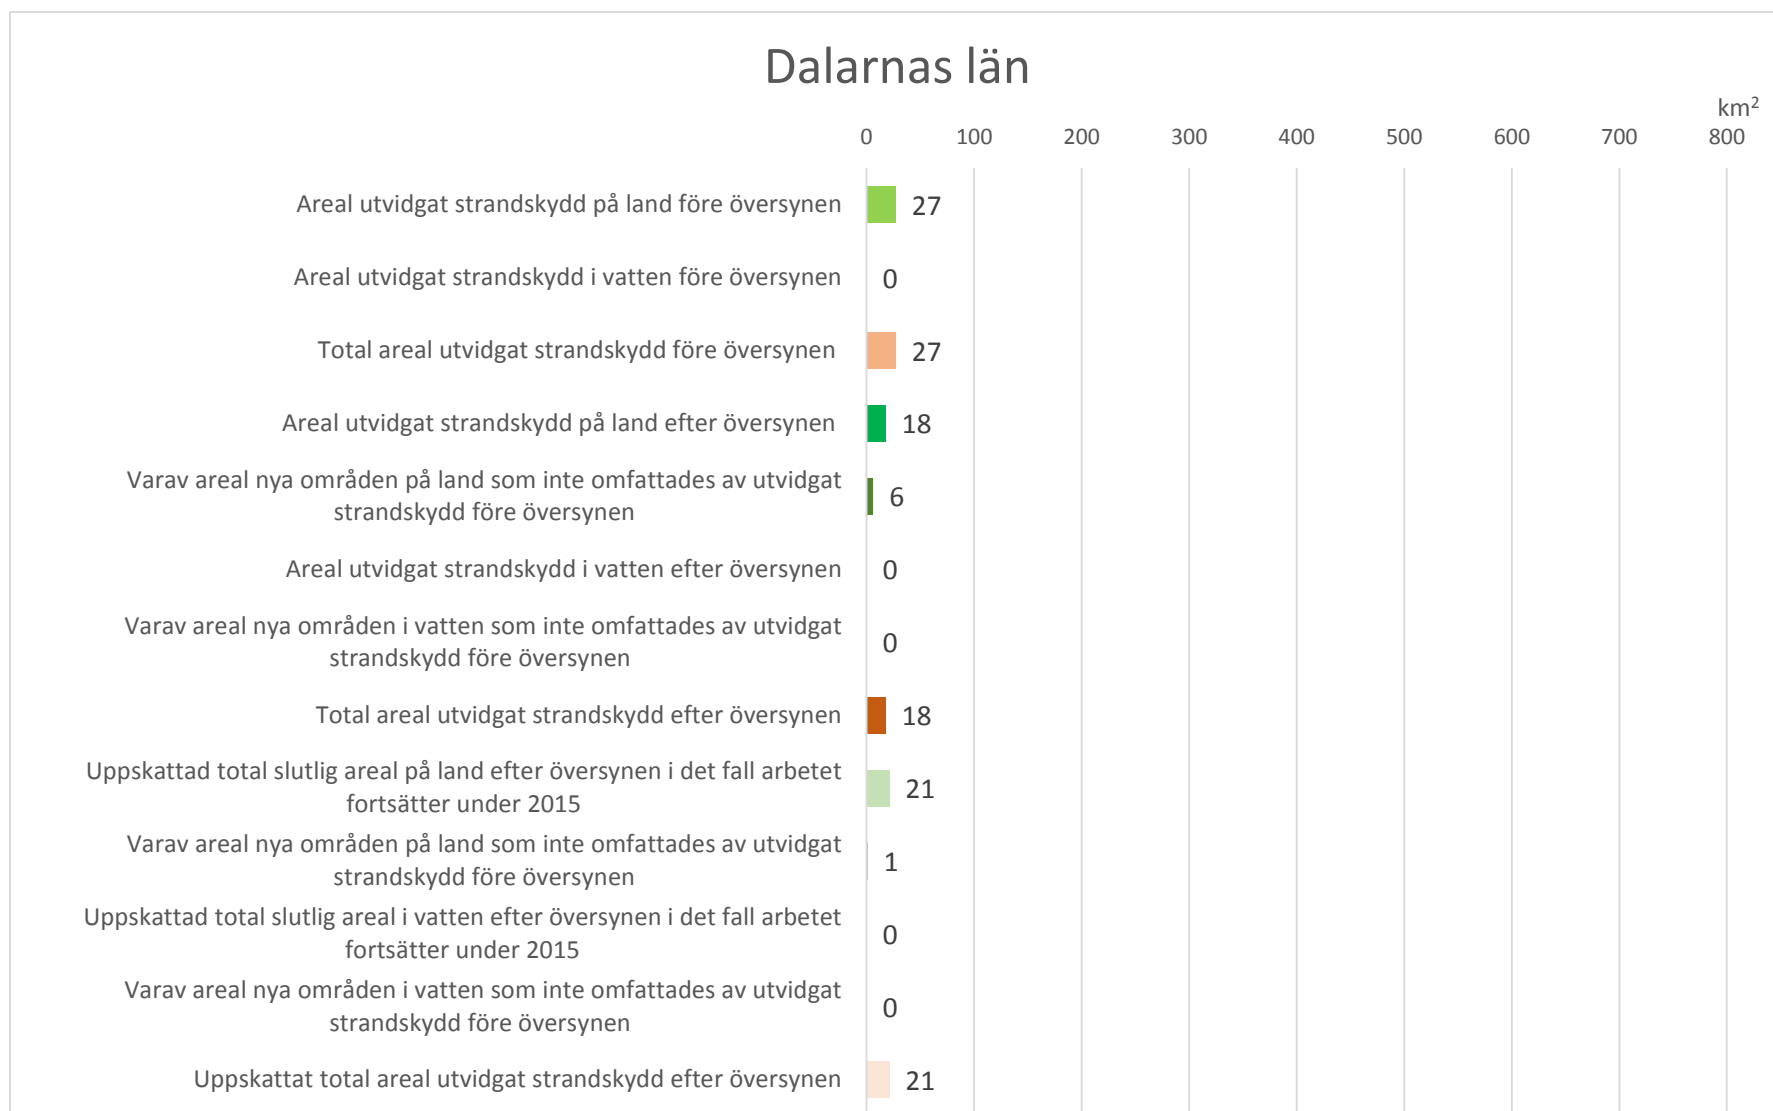 Dalarnas län
km²
0 100 200 300 400 500 600 700 800
Areal utvidgat strandskydd på land före översynen 27
Areal utvidgat strandskydd i vatten före översynen 0
Total areal utvidgat strandskydd före översynen 27
Areal utvidgat strandskydd på land efter översynen 18
Varav areal nya områden på land som inte omfattades av utvidgat
strandskydd före översynen 6
Areal utvidgat strandskydd i vatten efter översynen 0
Varav areal nya områden i vatten som inte omfattades av utvidgat
strandskydd före översynen 0
Total areal utvidgat strandskydd efter översynen 18
Uppskattad total slutlig areal på land efter översynen i det fall arbetet
fortsätter under 2015 21
Varav areal nya områden på land som inte omfattades av utvidgat
strandskydd före översynen 1
Uppskattad total slutlig areal i vatten efter översynen i det fall arbetet
fortsätter under 2015 0
Varav areal nya områden i vatten som inte omfattades av utvidgat
strandskydd före översynen 0
Uppskattat total areal utvidgat strandskydd efter översynen 21